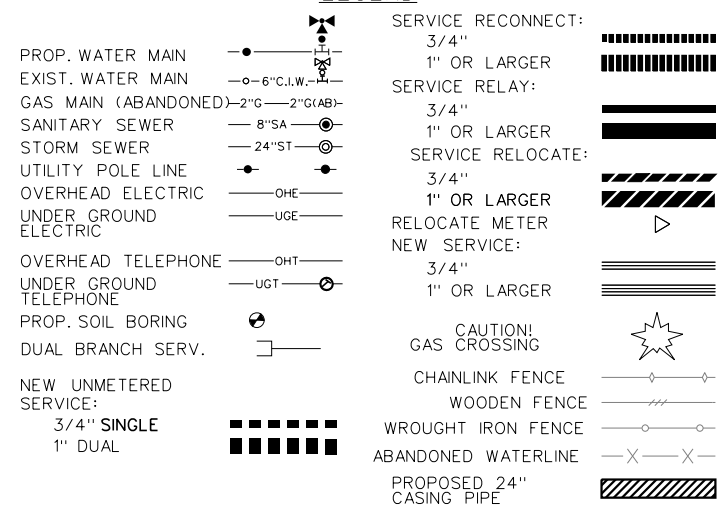 PROP. WATER MAIN
EXIST. WATER MAIN
6"C.I.W.
GAS MAIN (ABANDONED)
2"G
2"G(AB)
SANITARY SEWER
8"SA
STORM SEWER
24"ST
UTILITY POLE LINE
OVERHEAD ELECTRIC
OHE
UNDER GROUND
ELECTRIC
UGE
OVERHEAD TELEPHONE
OHT
UNDER GROUND
TELEPHONE
UGT
PROP. SOIL BORING
DUAL BRANCH SERV.
NEW UNMETERED
SERVICE:
3/4" SINGLE
1" DUAL
SERVICE RECONNECT:
3/4"
1" OR LARGER
SERVICE RELAY:
3/4"
1" OR LARGER
SERVICE RELOCATE:
3/4"
1" OR LARGER
RELOCATE METER
NEW SERVICE:
3/4"
1" OR LARGER
CAUTION!
GAS CROSSING
CHAINLINK FENCE
WOODEN FENCE
WROUGHT IRON FENCE
ABANDONED WATERLINE
X X
PROPOSED 24"
CASING PIPE